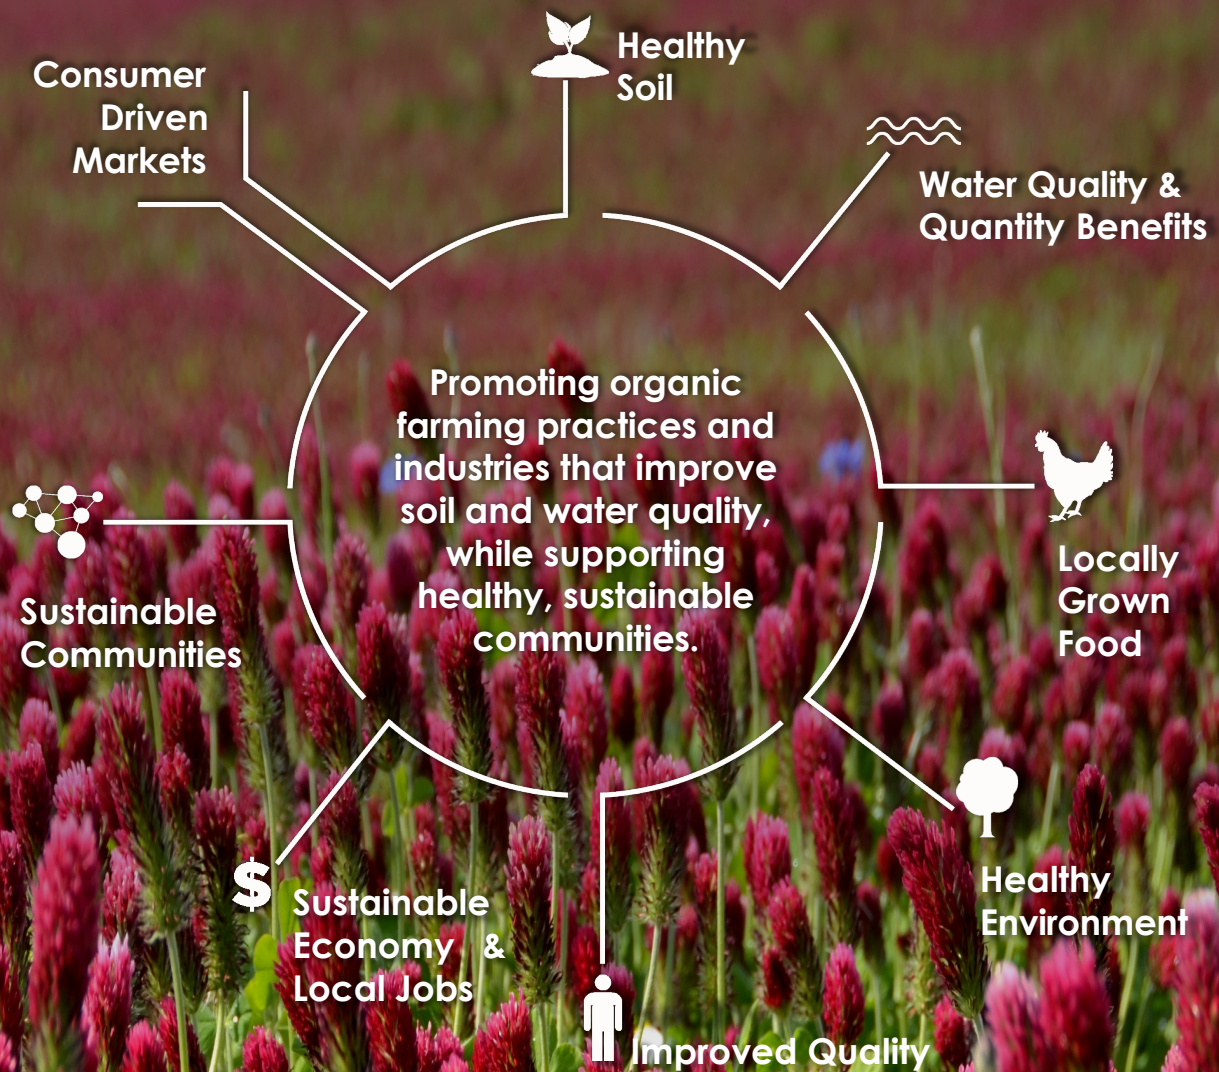 Healthy
Soil
Consumer
Driven
Markets
Water Quality &
Quantity Benefits
Promoting organic
farming practices and
industries that improve
soil and water quality,
while supporting
healthy, sustainable
communities.
Locally
Grown
Food
Sustainable
Communities
Healthy
Environment
$
Sustainable
Economy &
Local Jobs
Improved Quality